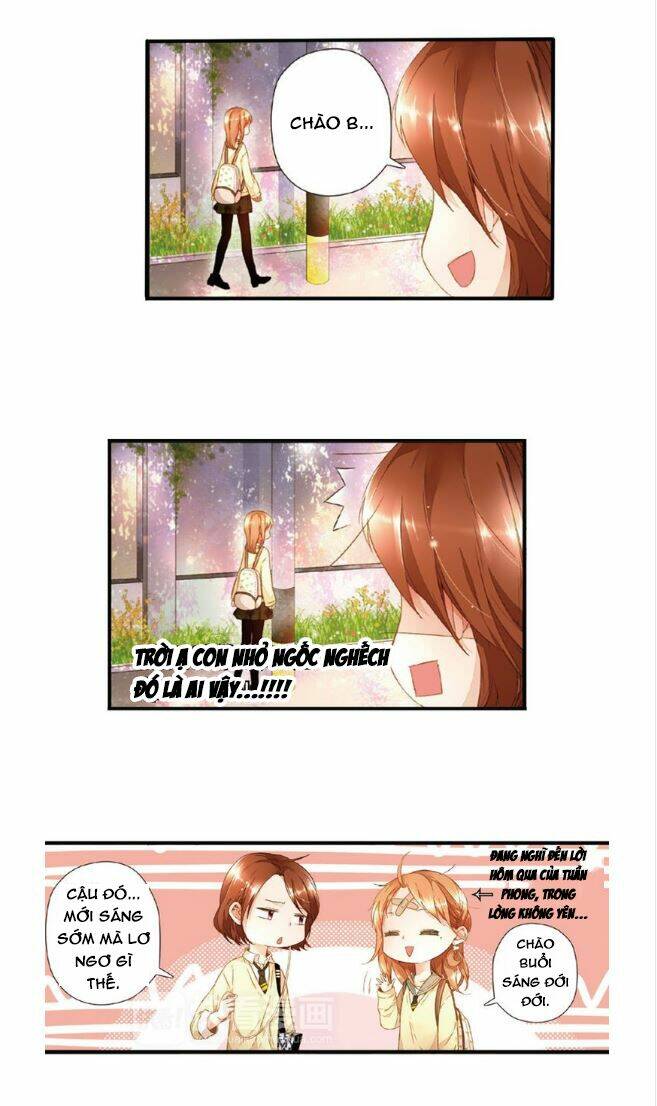 CHÀO B...
TRỜI Ạ CON NHỎ NGỐC NGHẾCH
ĐÓ LÀ AI VẬY...!!!!
CẬU ĐÓ...
MỚI SÁNG
SỚM MÀ LƠ
NGƠ GÌ
THẾ.
ĐANG NGHĨ ĐẾN LỜI
HÔM QUA CỦA TUẤN
PHONG, TRONG
LÒNG KHÔNG YÊN...
CHÀO
BUỔI
SÁNG ĐỚI
ĐỚI.